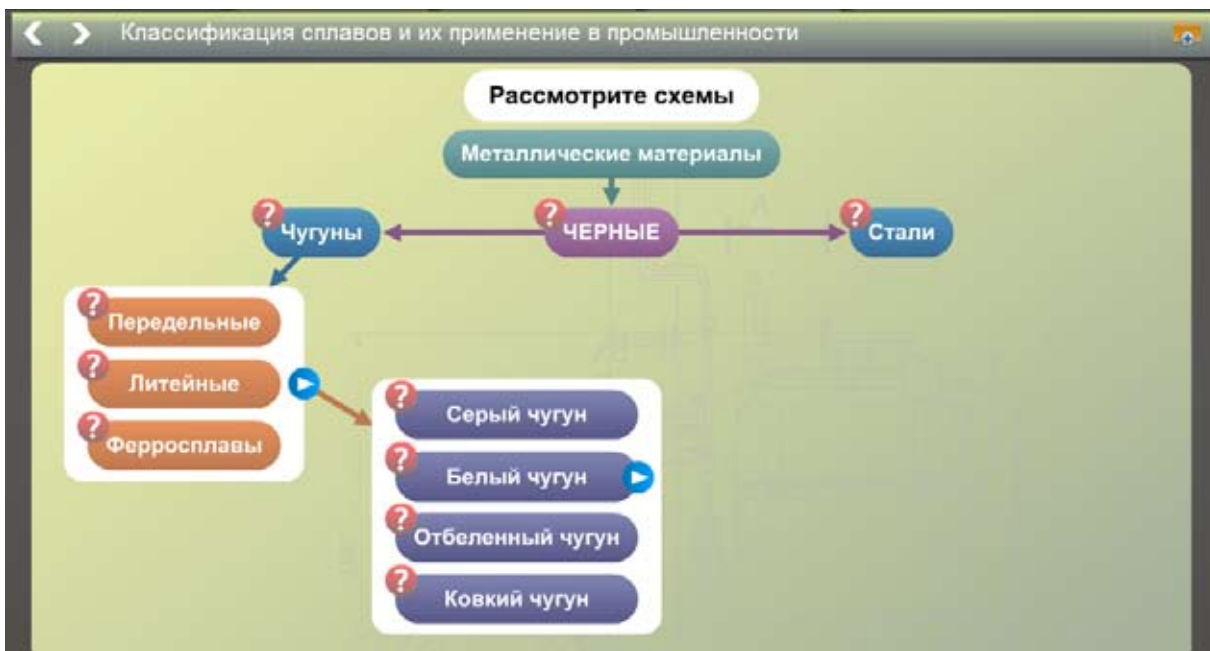 Классификация сплавов и их применение в промышленности
Рассмотрите схемы
Металлические материалы
? Чугуны
? ЧЕРНЫЕ
? Стали
? Передельные
? Литейные
? Ферросплавы
? Серый чугун
? Белый чугун
? Отбеленный чугун
? Ковкий чугун